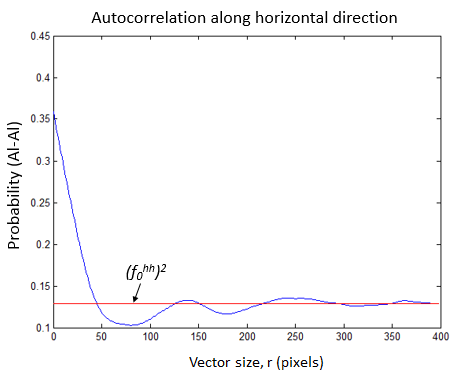 Autocorrelation along horizontal direction
Probability (Al-Al)
0.45
0.4
0.35
0.3
0.25
0.2
0.15
0.1
(f₀ʰʰ)²
0 50 100 150 200 250 300 350 400
Vector size, r (pixels)